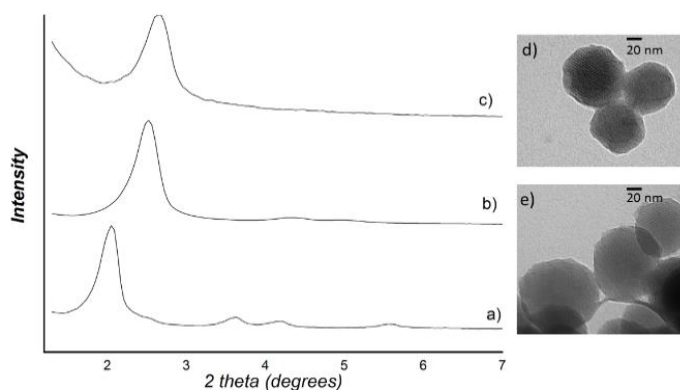 Intensity
c)
b)
a)
2 3 4 5 6 7
2 theta (degrees)
d)
20 nm
e)
20 nm